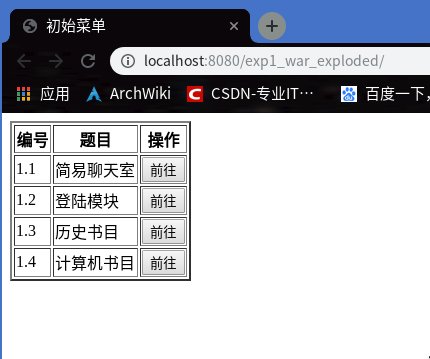 初始菜单
localhost:8080/exp1_war_exploded/
应用 ArchWiki CSDN-专业IT… 百度一下，
编号 题目 操作
1.1 简易聊天室 前往
1.2 登陆模块 前往
1.3 历史书目 前往
1.4 计算机书目 前往